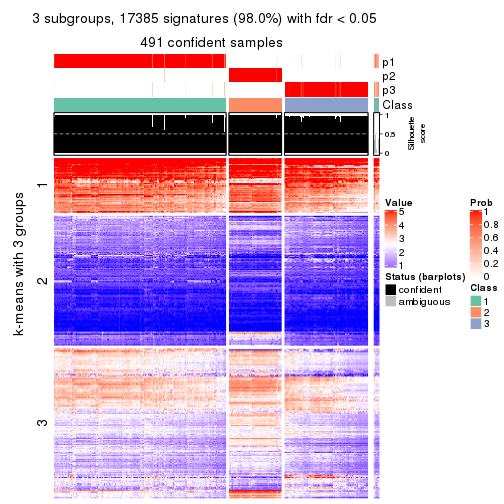 3 subgroups, 17385 signatures (98.0%) with fdr < 0.05
491 confident samples
p1
p2
p3
Class
1
0.5
0
Silhouette score
k-means with 3 groups
1
2
3
Value
5
4
3
2
1
Status (barplots)
confident
ambiguous
Prob
1
0.8
0.6
0.4
0.2
0
Class
1
2
3